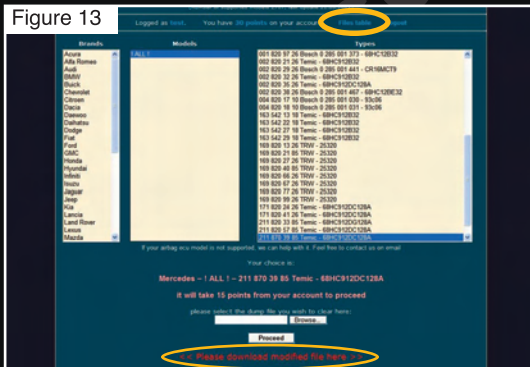 Figure 13
Logged as test. You have 30 points on your account Files table
Brands
Models
Types
Acura
Alfa Romeo
Audi
BMW
Buick
Chevrolet
Citroen
Dacia
Daewoo
Daihatsu
Dodge
Fiat
Ford
GMC
Honda
Hyundai
Infiniti
Isuzu
Jaguar
Jeep
Kia
Lancia
Land Rover
Lexus
Mazda
! ALL !
001 820 97 26 Bosch 0 285 001 373 - 68HC12B32
002 820 21 26 Temic - 68HC912B32
002 820 29 26 Bosch 0 285 001 441 - CR16MCT9
002 820 32 26 Temic - 68HC912B32
002 820 35 26 Temic - 68HC912DC128A
002 820 38 26 Bosch 0 285 001 467 - 68HC12BE32
004 820 17 10 Bosch 0 285 001 030 - 93c06
004 820 18 10 Bosch 0 285 001 031 - 93c06
163 542 13 18 Temic - 68HC912B32
163 542 22 18 Temic - 68HC912B32
163 542 27 18 Temic - 68HC912B32
163 542 29 18 Temic - 68HC912B32
169 820 13 26 TRW - 25320
169 820 21 85 TRW - 25320
169 820 27 26 TRW - 25320
169 820 40 85 TRW - 25320
169 820 66 26 TRW - 25320
169 820 67 26 TRW - 25320
169 820 77 26 TRW - 25320
169 820 99 26 TRW - 25320
171 820 24 26 Temic - 68HC912DC128A
171 820 41 26 Temic - 68HC912DC128A
211 820 33 85 Temic - 68HC912DG128A
211 820 57 85 Temic - 68HC912DC128A
211 870 39 85 Temic - 68HC912DC128A
If your airbag ecu model is not supported, we can help with it. Feel free to contact us on email
Your choice is:
Mercedes – ! ALL ! – 211 870 39 85 Temic - 68HC912DC128A
it will take 15 points from your account to proceed
please select the dump file you wish to clear here:
Browse...
Proceed
<< Please download modified file here >>